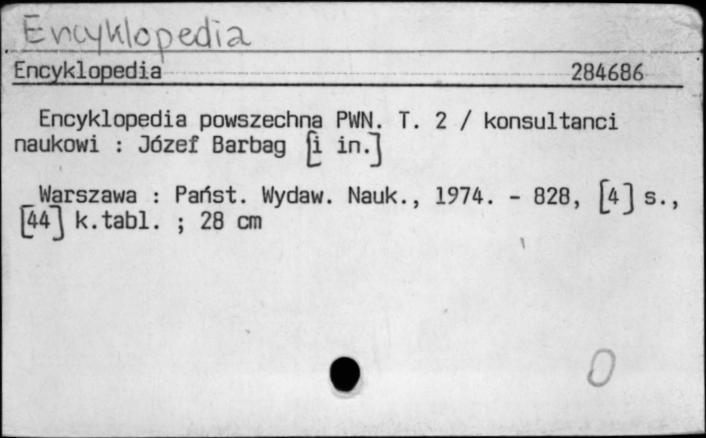 Encyklopedia
Encyklopedia 284686
Encyklopedia powszechna PWN. T. 2 / konsultanci
naukowi : Józef Barbag [i in.]
Warszawa : Państ. Wydaw. Nauk., 1974. - 828, [4] s.,
[44] k.tabl. ; 28 cm
0